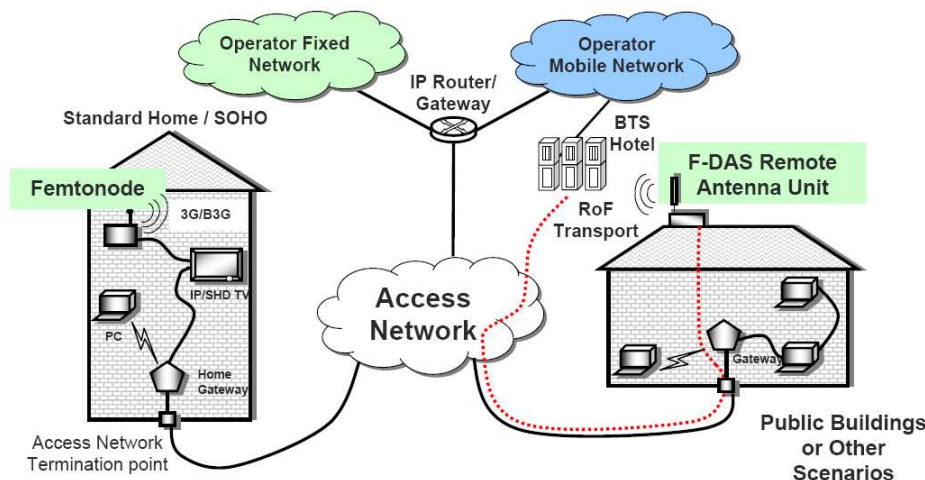 Operator Fixed
Network
Operator
Mobile Network
IP Router/
Gateway
Standard Home / SOHO
BTS
Hotel
F-DAS Remote
Antenna Unit
Femtonode
3G/B3G
RoF
Transport
IP/SHD TV
Access
Network
PC
Gateway
Home
Gateway
Access Network
Termination point
Public Buildings
or Other
Scenarios